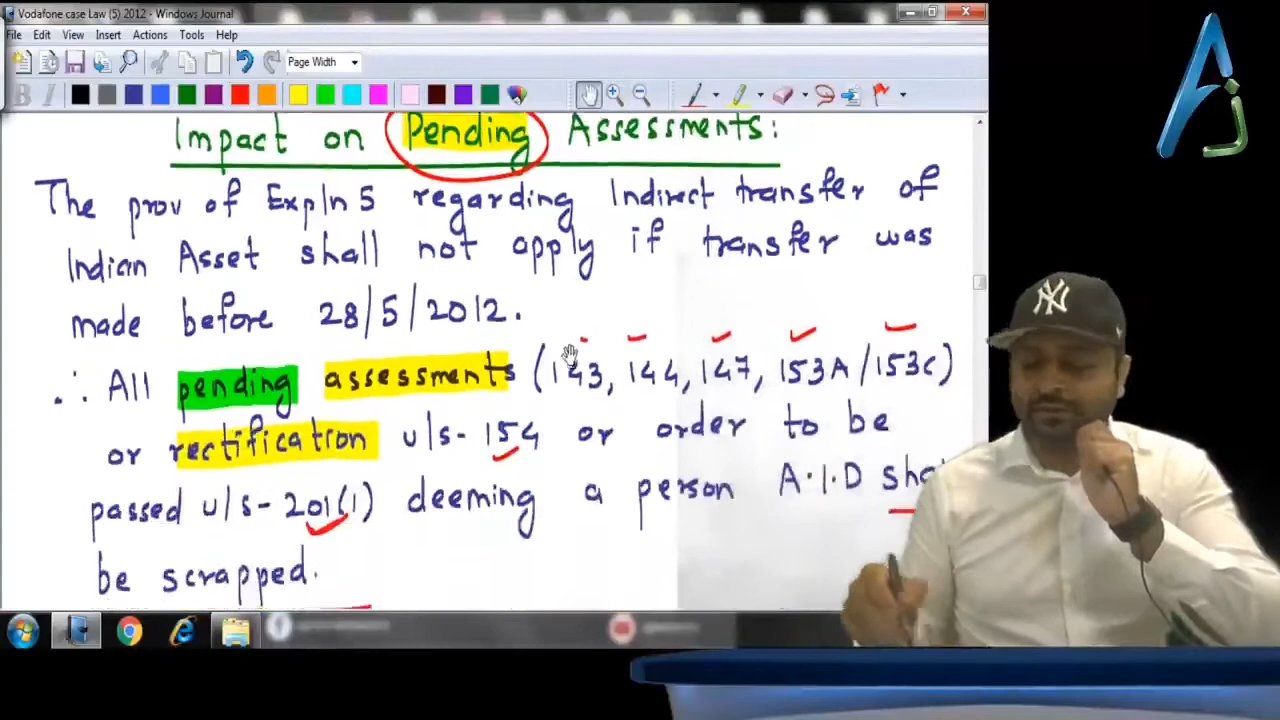 Vodafone case Law (5) 2012 - Windows Journal
File Edit View Insert Actions Tools Help
Page Width
B I
Impact on Pending Assessments:
The prov of Expln 5 regarding Indirect transfer of
Indian Asset shall not apply if transfer was
made before 28/5/2012.
∴ All pending assessments (143, 144, 147, 153A/153C)
or rectification u/s-154 or order to be
passed u/s-201(1) deeming a person A.I.D sha
be scrapped.
AJ